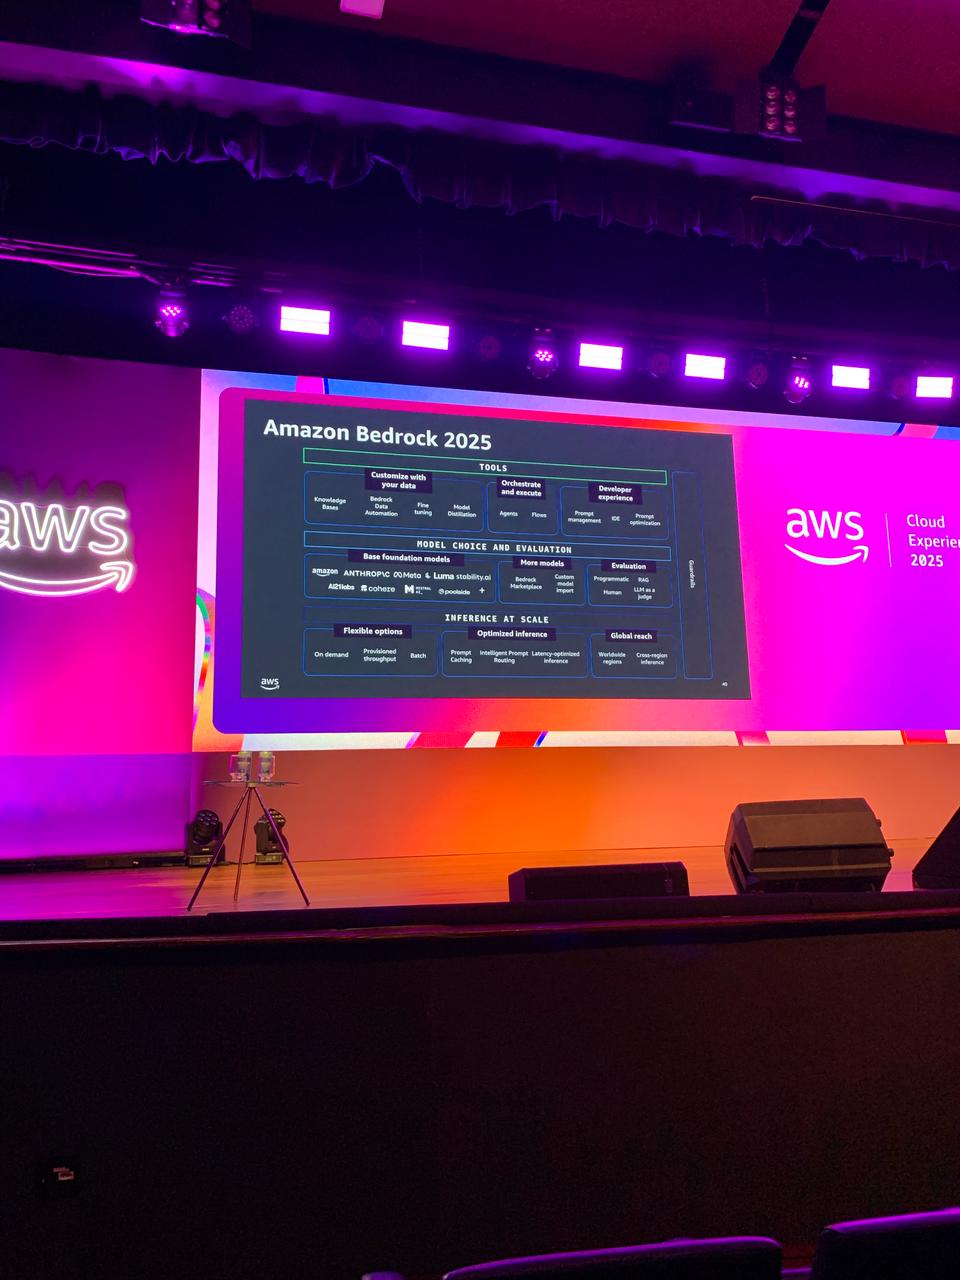 Amazon Bedrock 2025
TOOLS
Customize with
your data
Knowledge
Bases
Bedrock
Data
Automation
Fine
tuning
Model
Distillation
Orchestrate
and execute
Agents
Flows
Developer
experience
Prompt
management
IDE
Prompt
optimization
MODEL CHOICE AND EVALUATION
Base foundation models
amazon ANTHROP\C Meta Luma stability.ai
AI21labs cohere MISTRAL AI_ poolside +
More models
Bedrock
Marketplace
Custom
model
import
Evaluation
Programmatic
RAG
Human
LLM as a
judge
INFERENCE AT SCALE
Flexible options
On demand
Provisioned
throughput
Batch
Optimized inference
Prompt
Caching
Intelligent Prompt
Routing
Latency-optimized
inference
Global reach
Worldwide
regions
Cross-region
inference
Guardrails
aws
40
aws
aws
Cloud
Experien
2025